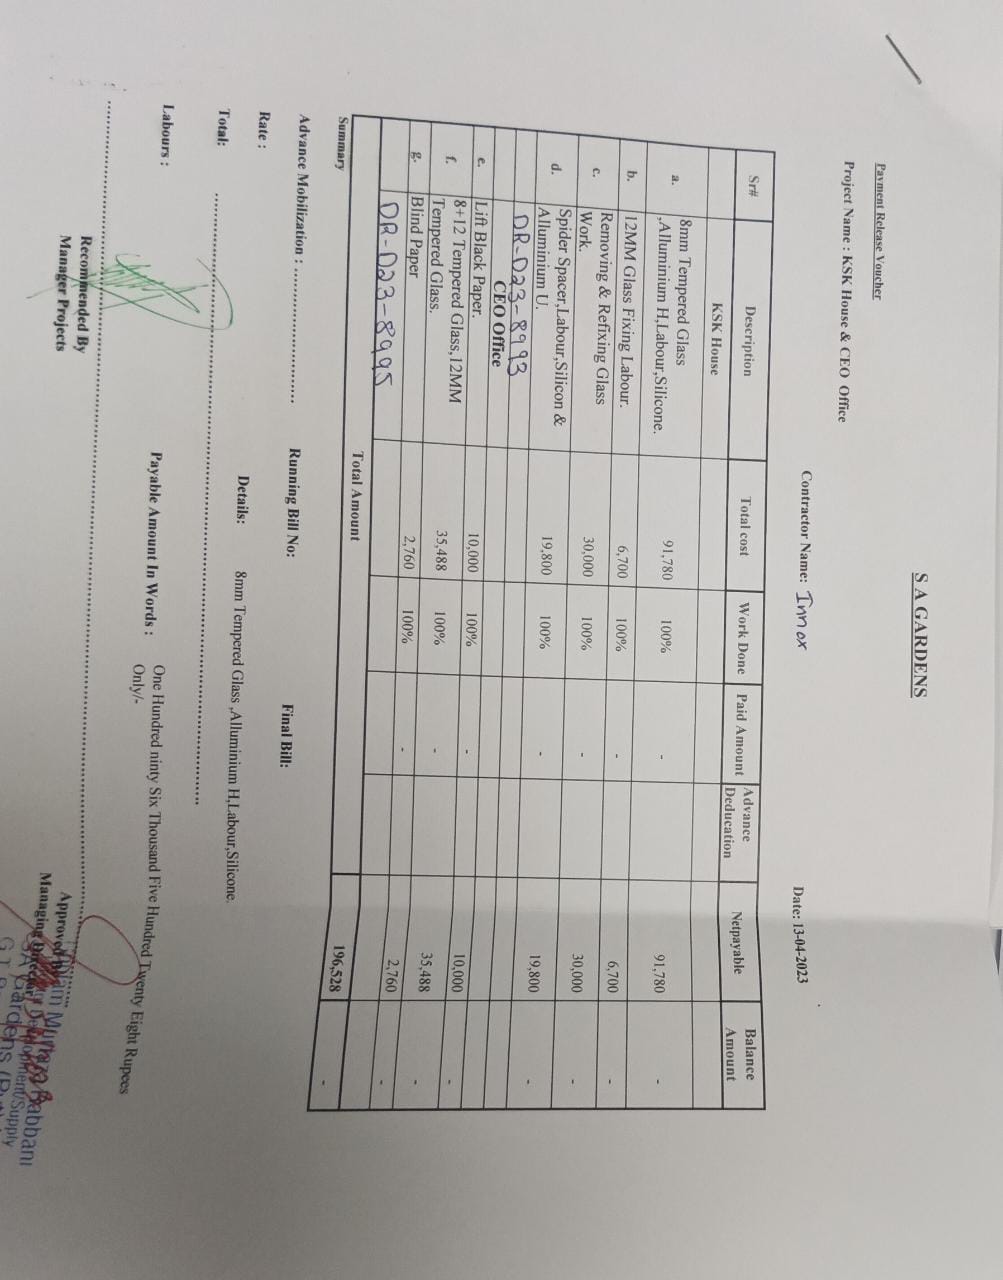 S A GARDENS
Payment Release Voucher
Project Name : KSK House & CEO Office
Contractor Name: Innox
Date: 13-04-2023
Sr# Description Total cost Work Done Paid Amount Advance Deducation Netpayable Balance Amount
KSK House
a. 8mm Tempered Glass ,Alluminium H,Labour,Silicone. 91,780 100% - 91,780 -
b. 12MM Glass Fixing Labour. 6,700 100% - 6,700 -
c. Removing & Refixing Glass Work. 30,000 100% - 30,000 -
d. Spider Spacer,Labour,Silicon & Alluminium U. 19,800 100% - 19,800 -
DR-D23-8993
CEO Office
e. Lift Black Paper. 10,000 100% - 10,000 -
f. 8+12 Tempered Glass,12MM Tempered Glass. 35,488 100% - 35,488 -
g. Blind Paper 2,760 100% - 2,760 -
DR-D23-8995
Total Amount 196,528 -
Summary
Advance Mobilization : ........................ Running Bill No: Final Bill:
Rate : Details: 8mm Tempered Glass ,Alluminium H,Labour,Silicone.
Total:
Labours : Payable Amount In Words : One Hundred ninty Six Thousand Five Hundred Twenty Eight Rupees
Only/-
Recommended By
Manager Projects
Approved
Managing
Rabbani
Development/Supply
SA Gardens